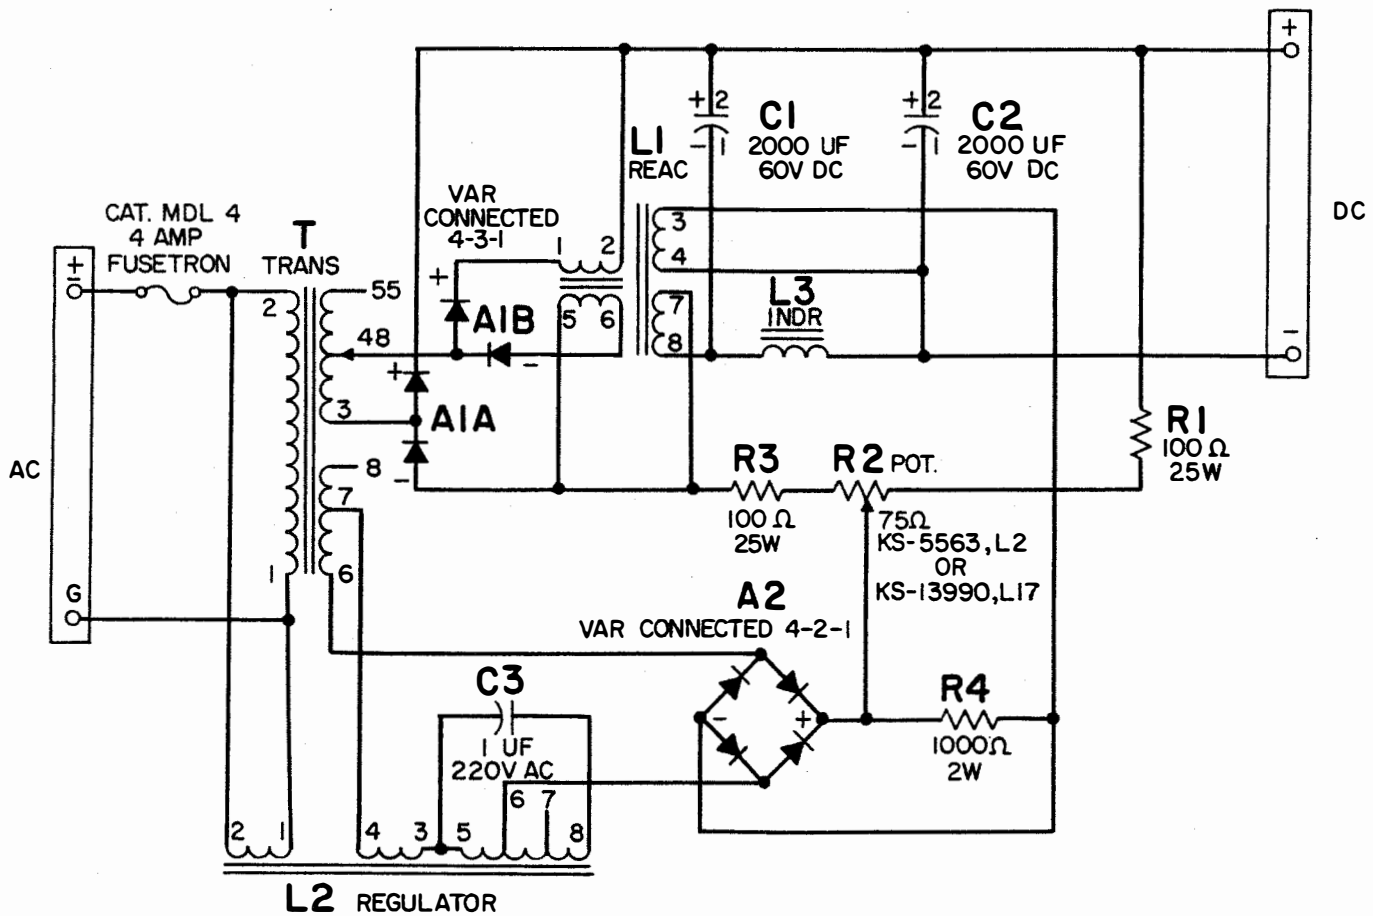 +
+ 2
C1
2000 UF
60V DC
- 1
+ 2
C2
2000 UF
60V DC
- 1
L1
REAC
VAR
CONNECTED
4-3-1
CAT. MDL 4
4 AMP
FUSETRON
T
TRANS
DC
3
4
1 2
+
±
2
55
5 6
7
8
L3
INDR
A1B
48
-
-
+
3
A1A
R1
100 Ω
25W
AC
8
-
7
R3
100 Ω
25W
R2 POT.
75Ω
KS-5563, L2
OR
KS-13990, L17
1
6
G
A2
VAR CONNECTED 4-2-1
C3
1 UF
220V AC
- +
R4
1000Ω
2W
6 7
2 1
4 3 5 8
L2 REGULATOR